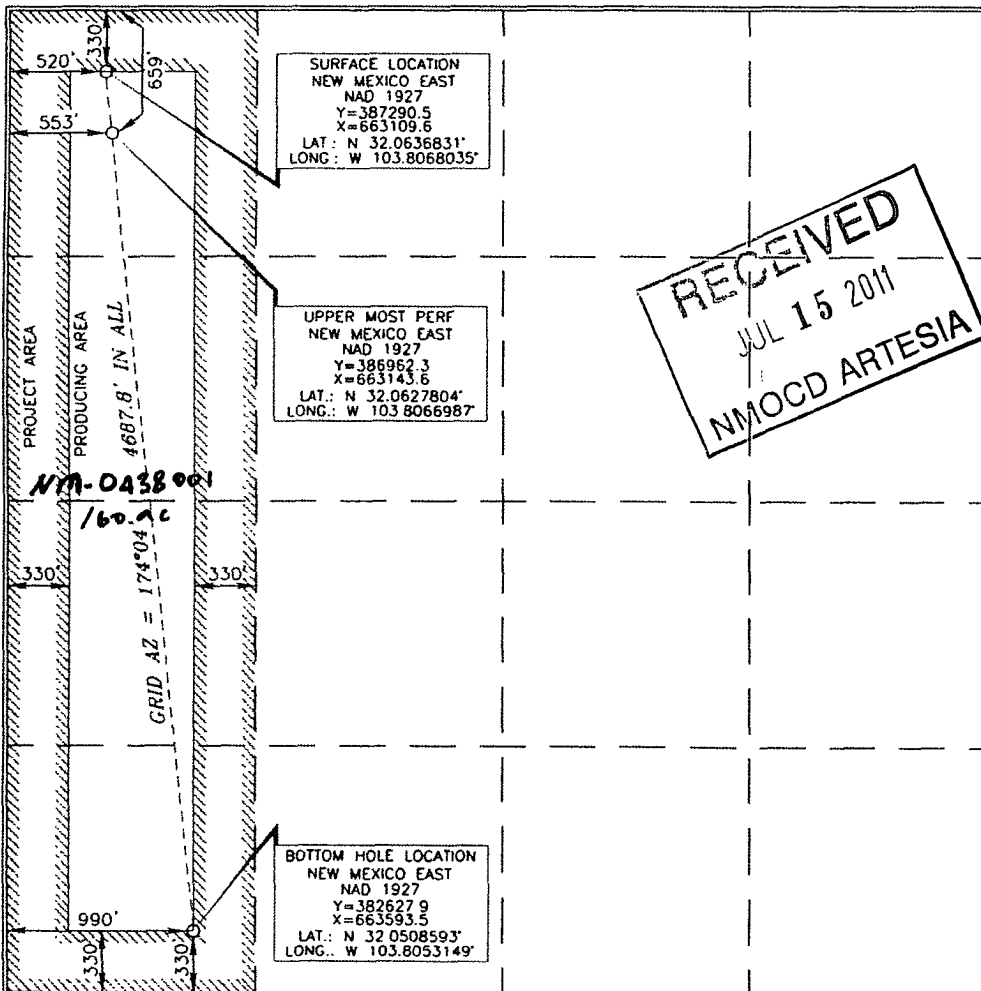 330'
520'
659'
553'
SURFACE LOCATION
NEW MEXICO EAST
NAD 1927
Y=387290.5
X=663109.6
LAT.: N 32.0636831°
LONG.: W 103.8068035°
RECEIVED
JUL 15 2011
NMOCD ARTESIA
UPPER MOST PERF
NEW MEXICO EAST
NAD 1927
Y=386962.3
X=663143.6
LAT.: N 32.0627804°
LONG.: W 103.8066987°
PROJECT AREA
PRODUCING AREA
4687.8' IN ALL
NM-0438001
160.ac
GRID AZ = 174°04'
330'
330'
BOTTOM HOLE LOCATION
NEW MEXICO EAST
NAD 1927
Y=382627.9
X=663593.5
LAT.: N 32.0508593°
LONG.: W 103.8053149°
990'
330'
330'